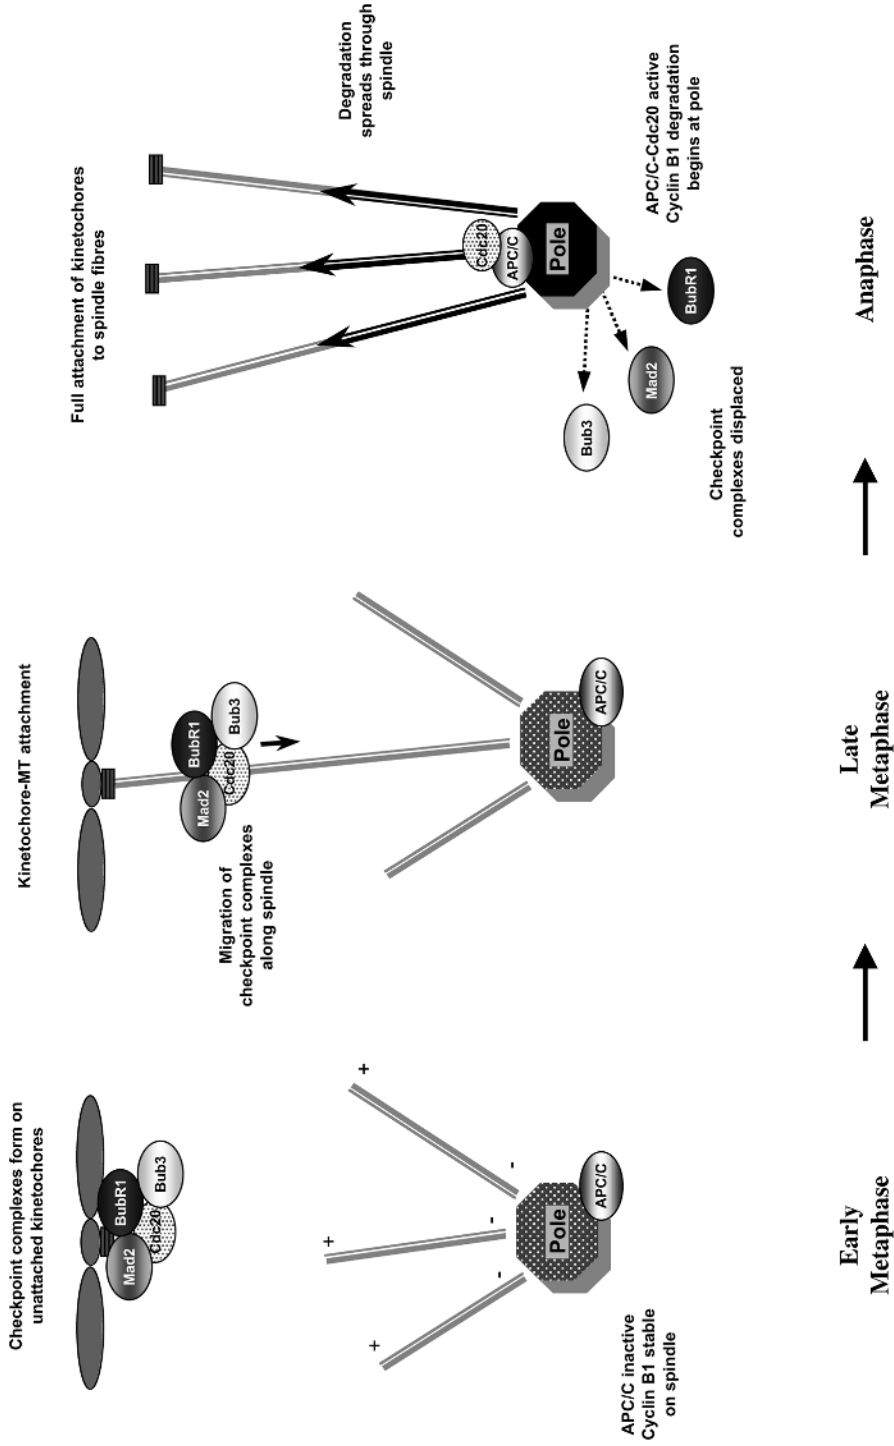 Checkpoint complexes form on
unattached kinetochores
BubR1
Mad2
Bub3
Cdc20
+
+
+
-
-
-
Pole
APC/C
APC/C inactive
Cyclin B1 stable
on spindle
Early
Metaphase
Kinetochore-MT attachment
BubR1
Mad2
Bub3
Cdc20
Migration of
checkpoint complexes
along spindle
Pole
APC/C
Late
Metaphase
Full attachment of kinetochores
to spindle fibres
Degradation
spreads through
spindle
Cdc20
APC/C
Pole
Bub3
Mad2
BubR1
APC/C-Cdc20 active
Cyclin B1 degradation
begins at pole
Checkpoint
complexes displaced
Anaphase